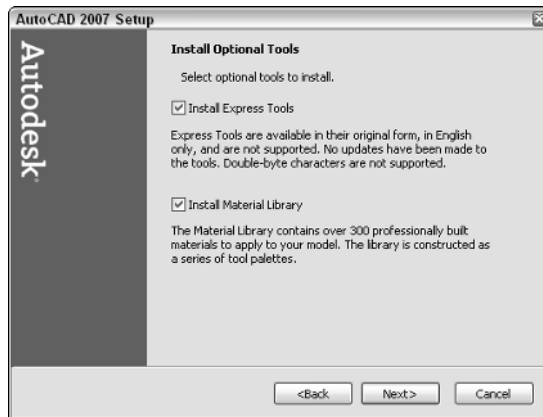 AutoCAD 2007 Setup
Autodesk
Install Optional Tools
Select optional tools to install.
Install Express Tools
Express Tools are available in their original form, in English
only, and are not supported. No updates have been made to
the tools. Double-byte characters are not supported.
Install Material Library
The Material Library contains over 300 professionally built
materials to apply to your model. The library is constructed as
a series of tool palettes.
<Back
Next>
Cancel